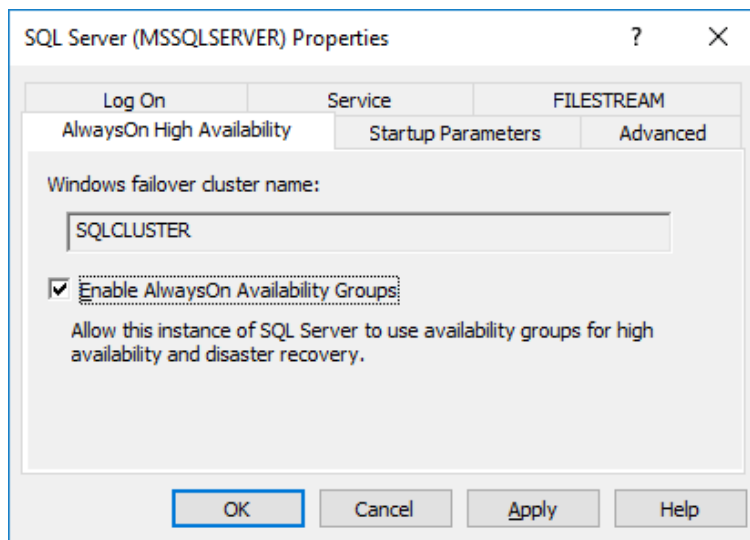 SQL Server (MSSQLSERVER) Properties ? ×
Log On Service FILESTREAM
AlwaysOn High Availability Startup Parameters Advanced
Windows failover cluster name:
SQLCLUSTER
Enable AlwaysOn Availability Groups
Allow this instance of SQL Server to use availability groups for high
availability and disaster recovery.
OK Cancel Apply Help